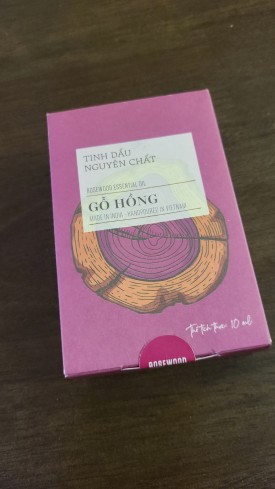 TINH DẦU
NGUYÊN CHẤT
ROSEWOOD ESSENTIAL OIL
GỖ HỒNG
MADE IN INDIA - HANDPOURED IN VIETNAM
Thể tích thực: 10 ml
ROSEWOOD